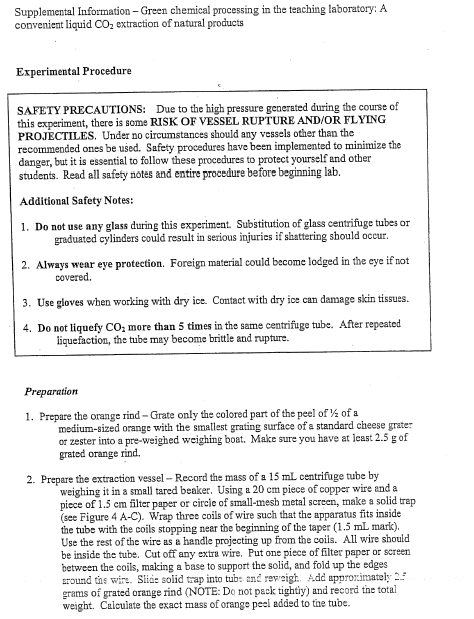 Supplemental Information – Green chemical processing in the teaching laboratory: A
convenient liquid CO₂ extraction of natural products
Experimental Procedure
SAFETY PRECAUTIONS: Due to the high pressure generated during the course of
this experiment, there is some RISK OF VESSEL RUPTURE AND/OR FLYING
PROJECTILES. Under no circumstances should any vessels other than the
recommended ones be used. Safety procedures have been implemented to minimize the
danger, but it is essential to follow these procedures to protect yourself and other
students. Read all safety notes and entire procedure before beginning lab.
Additional Safety Notes:
1. Do not use any glass during this experiment. Substitution of glass centrifuge tubes or
graduated cylinders could result in serious injuries if shattering should occur.
2. Always wear eye protection. Foreign material could become lodged in the eye if not
covered.
3. Use gloves when working with dry ice. Contact with dry ice can damage skin tissues.
4. Do not liquefy CO₂ more than 5 times in the same centrifuge tube. After repeated
liquefaction, the tube may become brittle and rupture.
Preparation
1. Prepare the orange rind – Grate only the colored part of the peel of ½ of a
medium-sized orange with the smallest grating surface of a standard cheese grater
or zester into a pre-weighed weighing boat. Make sure you have at least 2.5 g of
grated orange rind.
2. Prepare the extraction vessel – Record the mass of a 15 mL centrifuge tube by
weighing it in a small tared beaker. Using a 20 cm piece of copper wire and a
piece of 1.5 cm filter paper or circle of small-mesh metal screen, make a solid trap
(see Figure 4 A-C). Wrap three coils of wire such that the apparatus fits inside
the tube with the coils stopping near the beginning of the taper (1.5 mL mark).
Use the rest of the wire as a handle projecting up from the coils. All wire should
be inside the tube. Cut off any extra wire. Put one piece of filter paper or screen
between the coils, making a base to support the solid, and fold up the edges
around the wire. Slide solid trap into tube and reweigh. Add approximately 2.5
grams of grated orange rind (NOTE: Do not pack tightly) and record the total
weight. Calculate the exact mass of orange peel added to the tube.